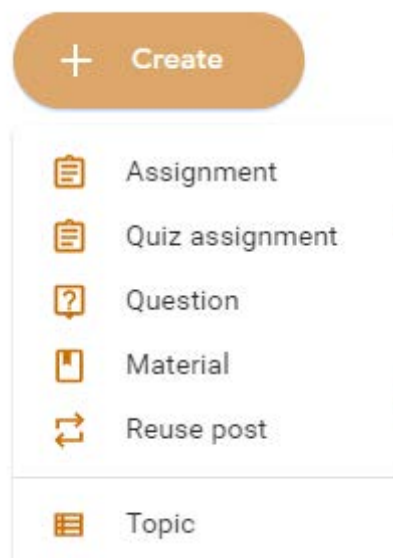 Create
Assignment
Quiz assignment
Question
Material
Reuse post
Topic